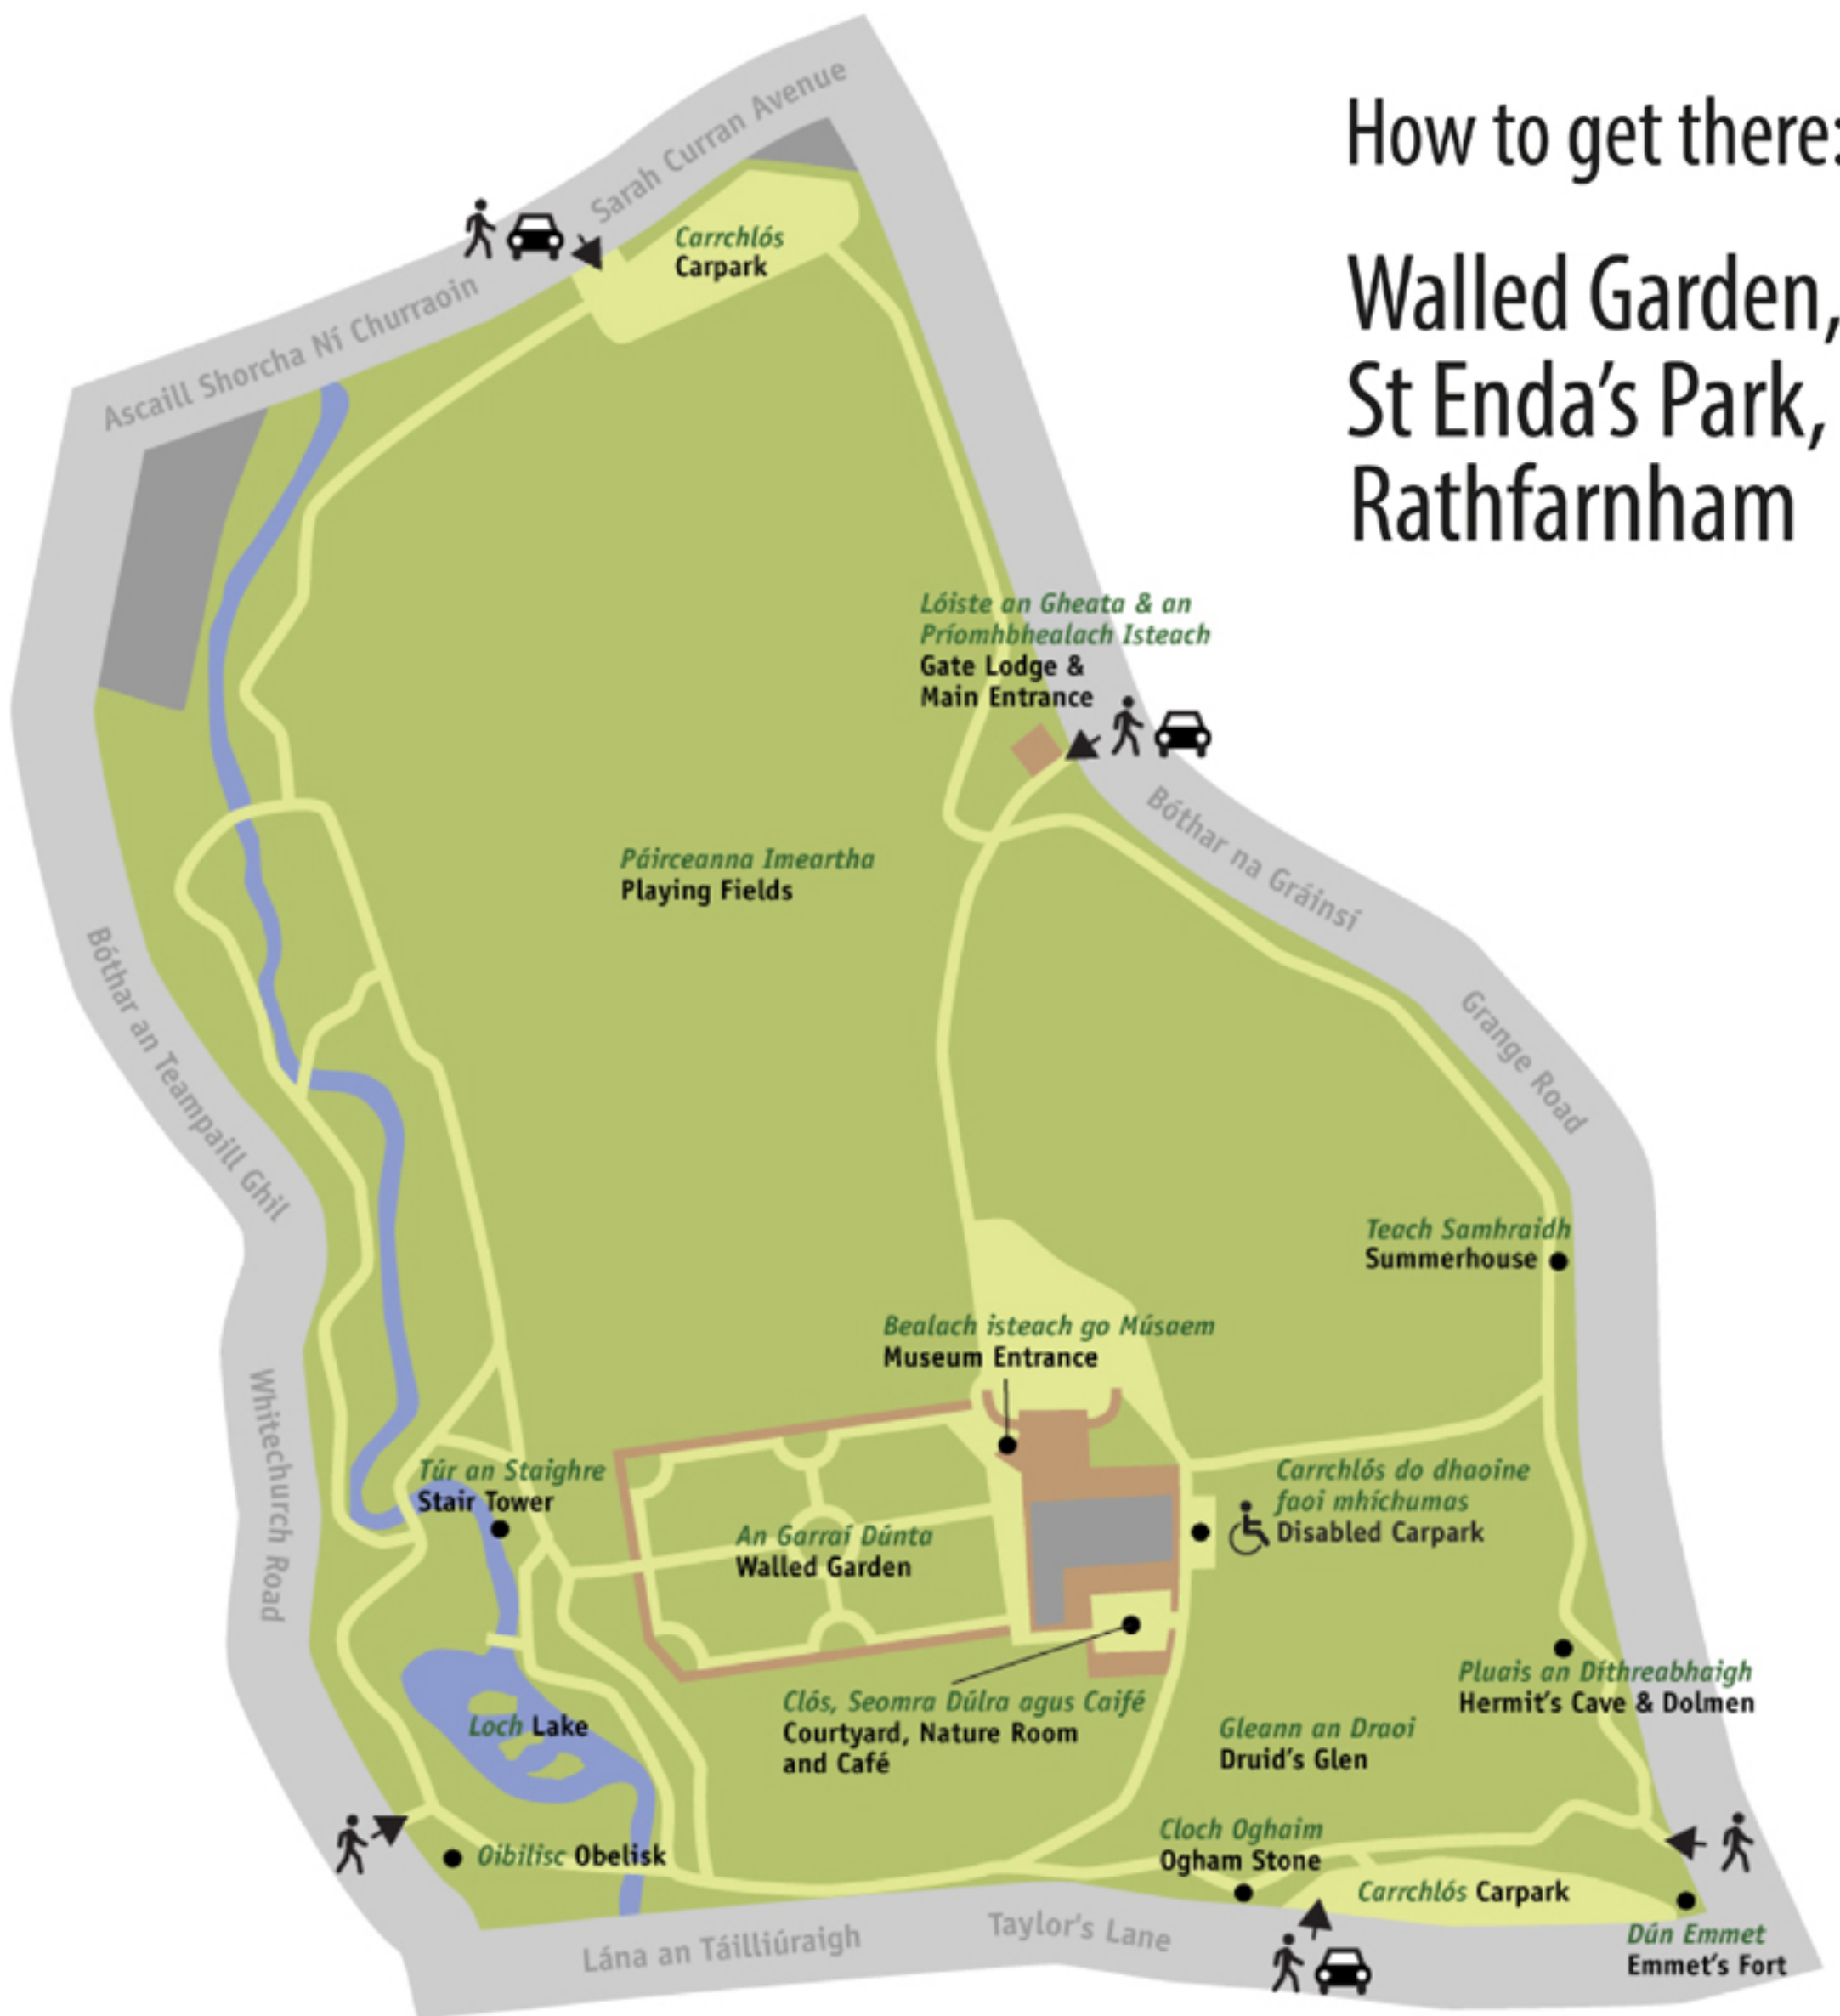 How to get there:
Walled Garden,
St Enda's Park,
Rathfarnham
Sarah Curran Avenue
Ascaill Shorcha Ní Churraoin
Carrchlós
Carpark
Lóiste an Gheata & an
Príomhbhealach Isteach
Gate Lodge &
Main Entrance
Bóthar na Gráinsí
Páirceanna Imeartha
Playing Fields
Bóthar an Teampaill Ghil
Grange Road
Teach Samhraidh
Summerhouse
Bealach isteach go Músaem
Museum Entrance
Whitechurch Road
Túr an Staighre
Stair Tower
Carrchlós do dhaoine
faoi mhíchumas
Disabled Carpark
An Garraí Dúnta
Walled Garden
Pluais an Díthreabhaigh
Hermit's Cave & Dolmen
Clós, Seomra Dúlra agus Caifé
Courtyard, Nature Room
and Café
Loch Lake
Gleann an Draoi
Druid's Glen
Cloch Oghaim
Ogham Stone
Oibilisc Obelisk
Carrchlós Carpark
Dún Emmet
Emmet's Fort
Lána an Táilliúraigh
Taylor's Lane